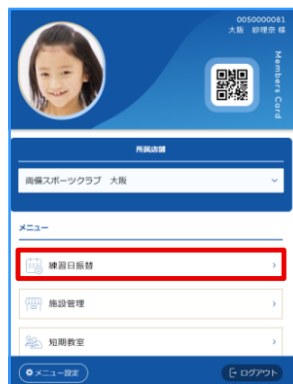 0050000081
大阪 紗理奈 様
Members Card
所属店舗
両備スポーツクラブ 大阪
メニュー
練習日振替
施設管理
短期教室
メニュー設定
ログアウト